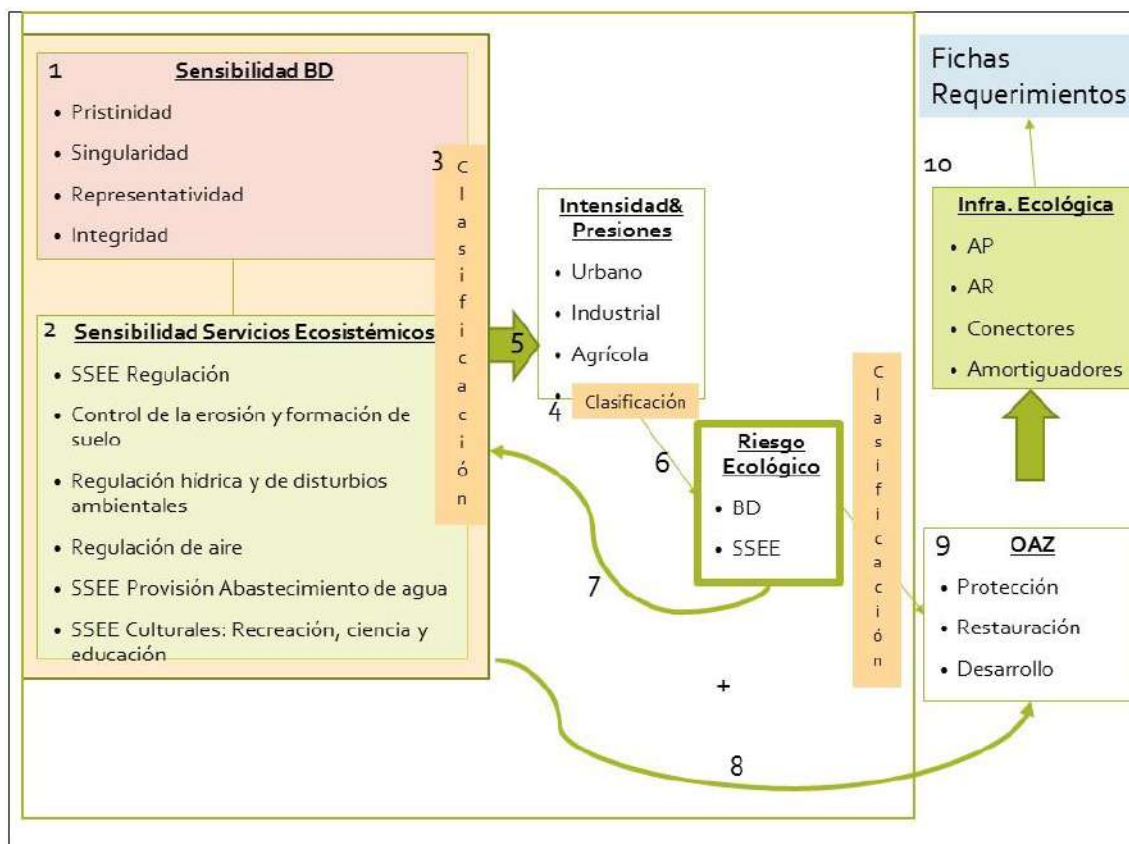 1 Sensibilidad BD
• Pristinidad
• Singularidad
• Representatividad
• Integridad
2 Sensibilidad Servicios Ecosistémicos
• SSEE Regulación
• Control de la erosión y formación de
suelo
• Regulación hídrica y de disturbios
ambientales
• Regulación de aire
• SSEE Provisión Abastecimiento de agua
• SSEE Culturales: Recreación, ciencia y
educación
3
Clasificación
5
Intensidad&
Presiones
• Urbano
• Industrial
• Agrícola
•
4
Clasificación
6
Riesgo
Ecológico
• BD
• SSEE
7
+
8
Clasificación
9 OAZ
• Protección
• Restauración
• Desarrollo
10
Infra. Ecológica
• AP
• AR
• Conectores
• Amortiguadores
Fichas
Requerimientos